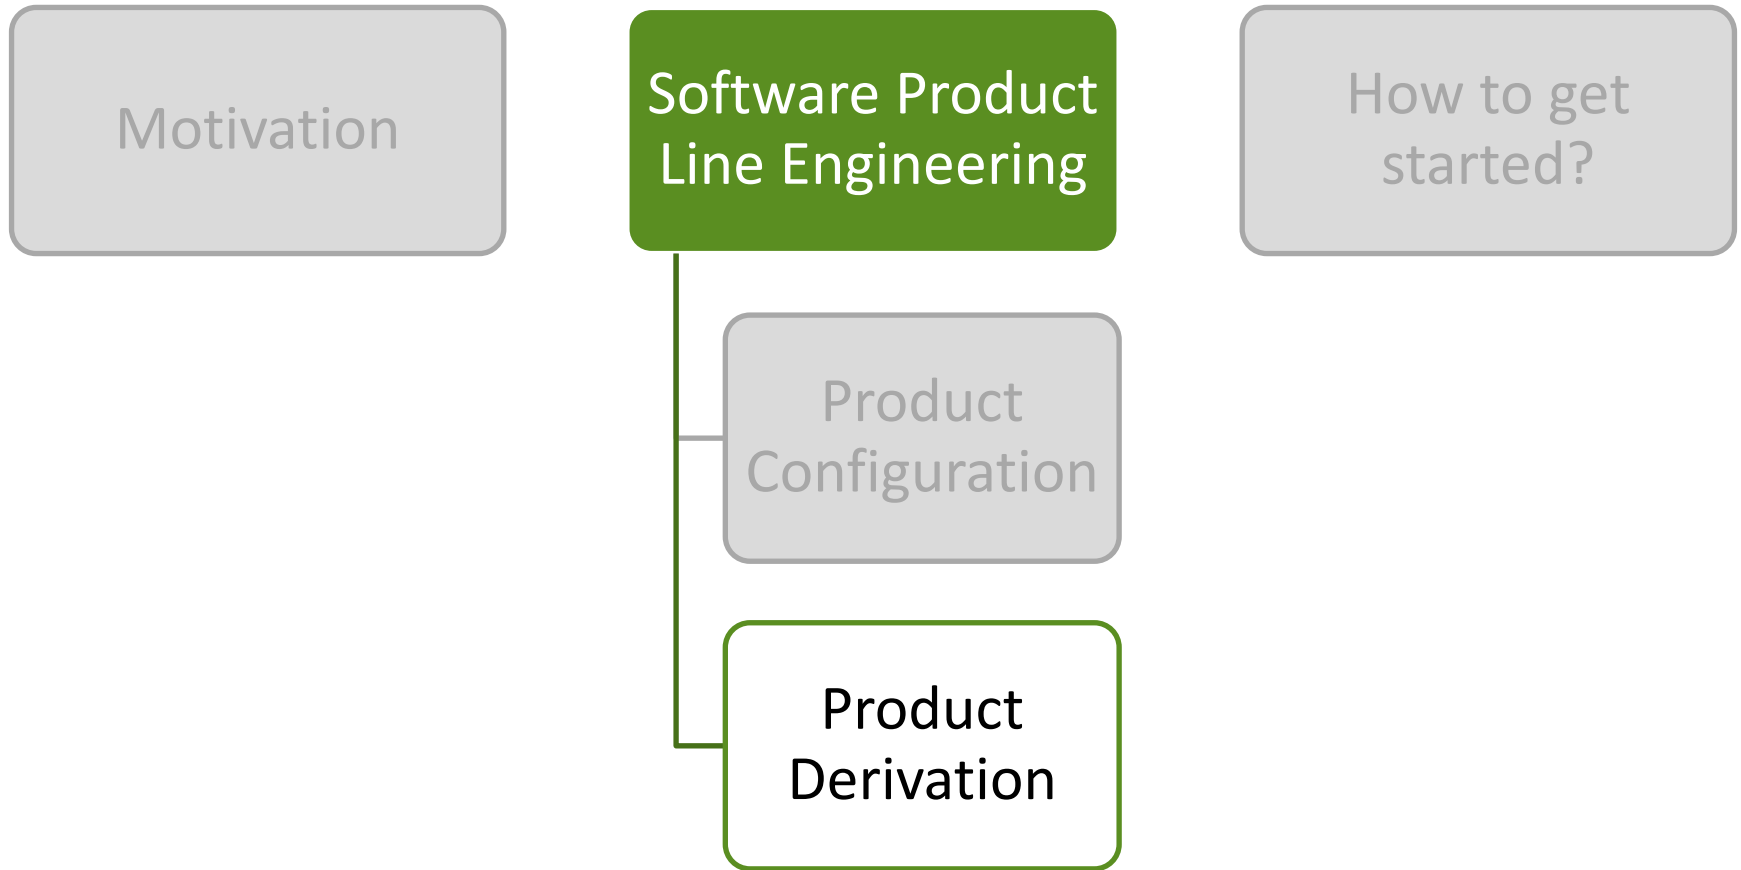 Motivation
Software Product
Line Engineering
How to get
started?
Product
Configuration
Product
Derivation